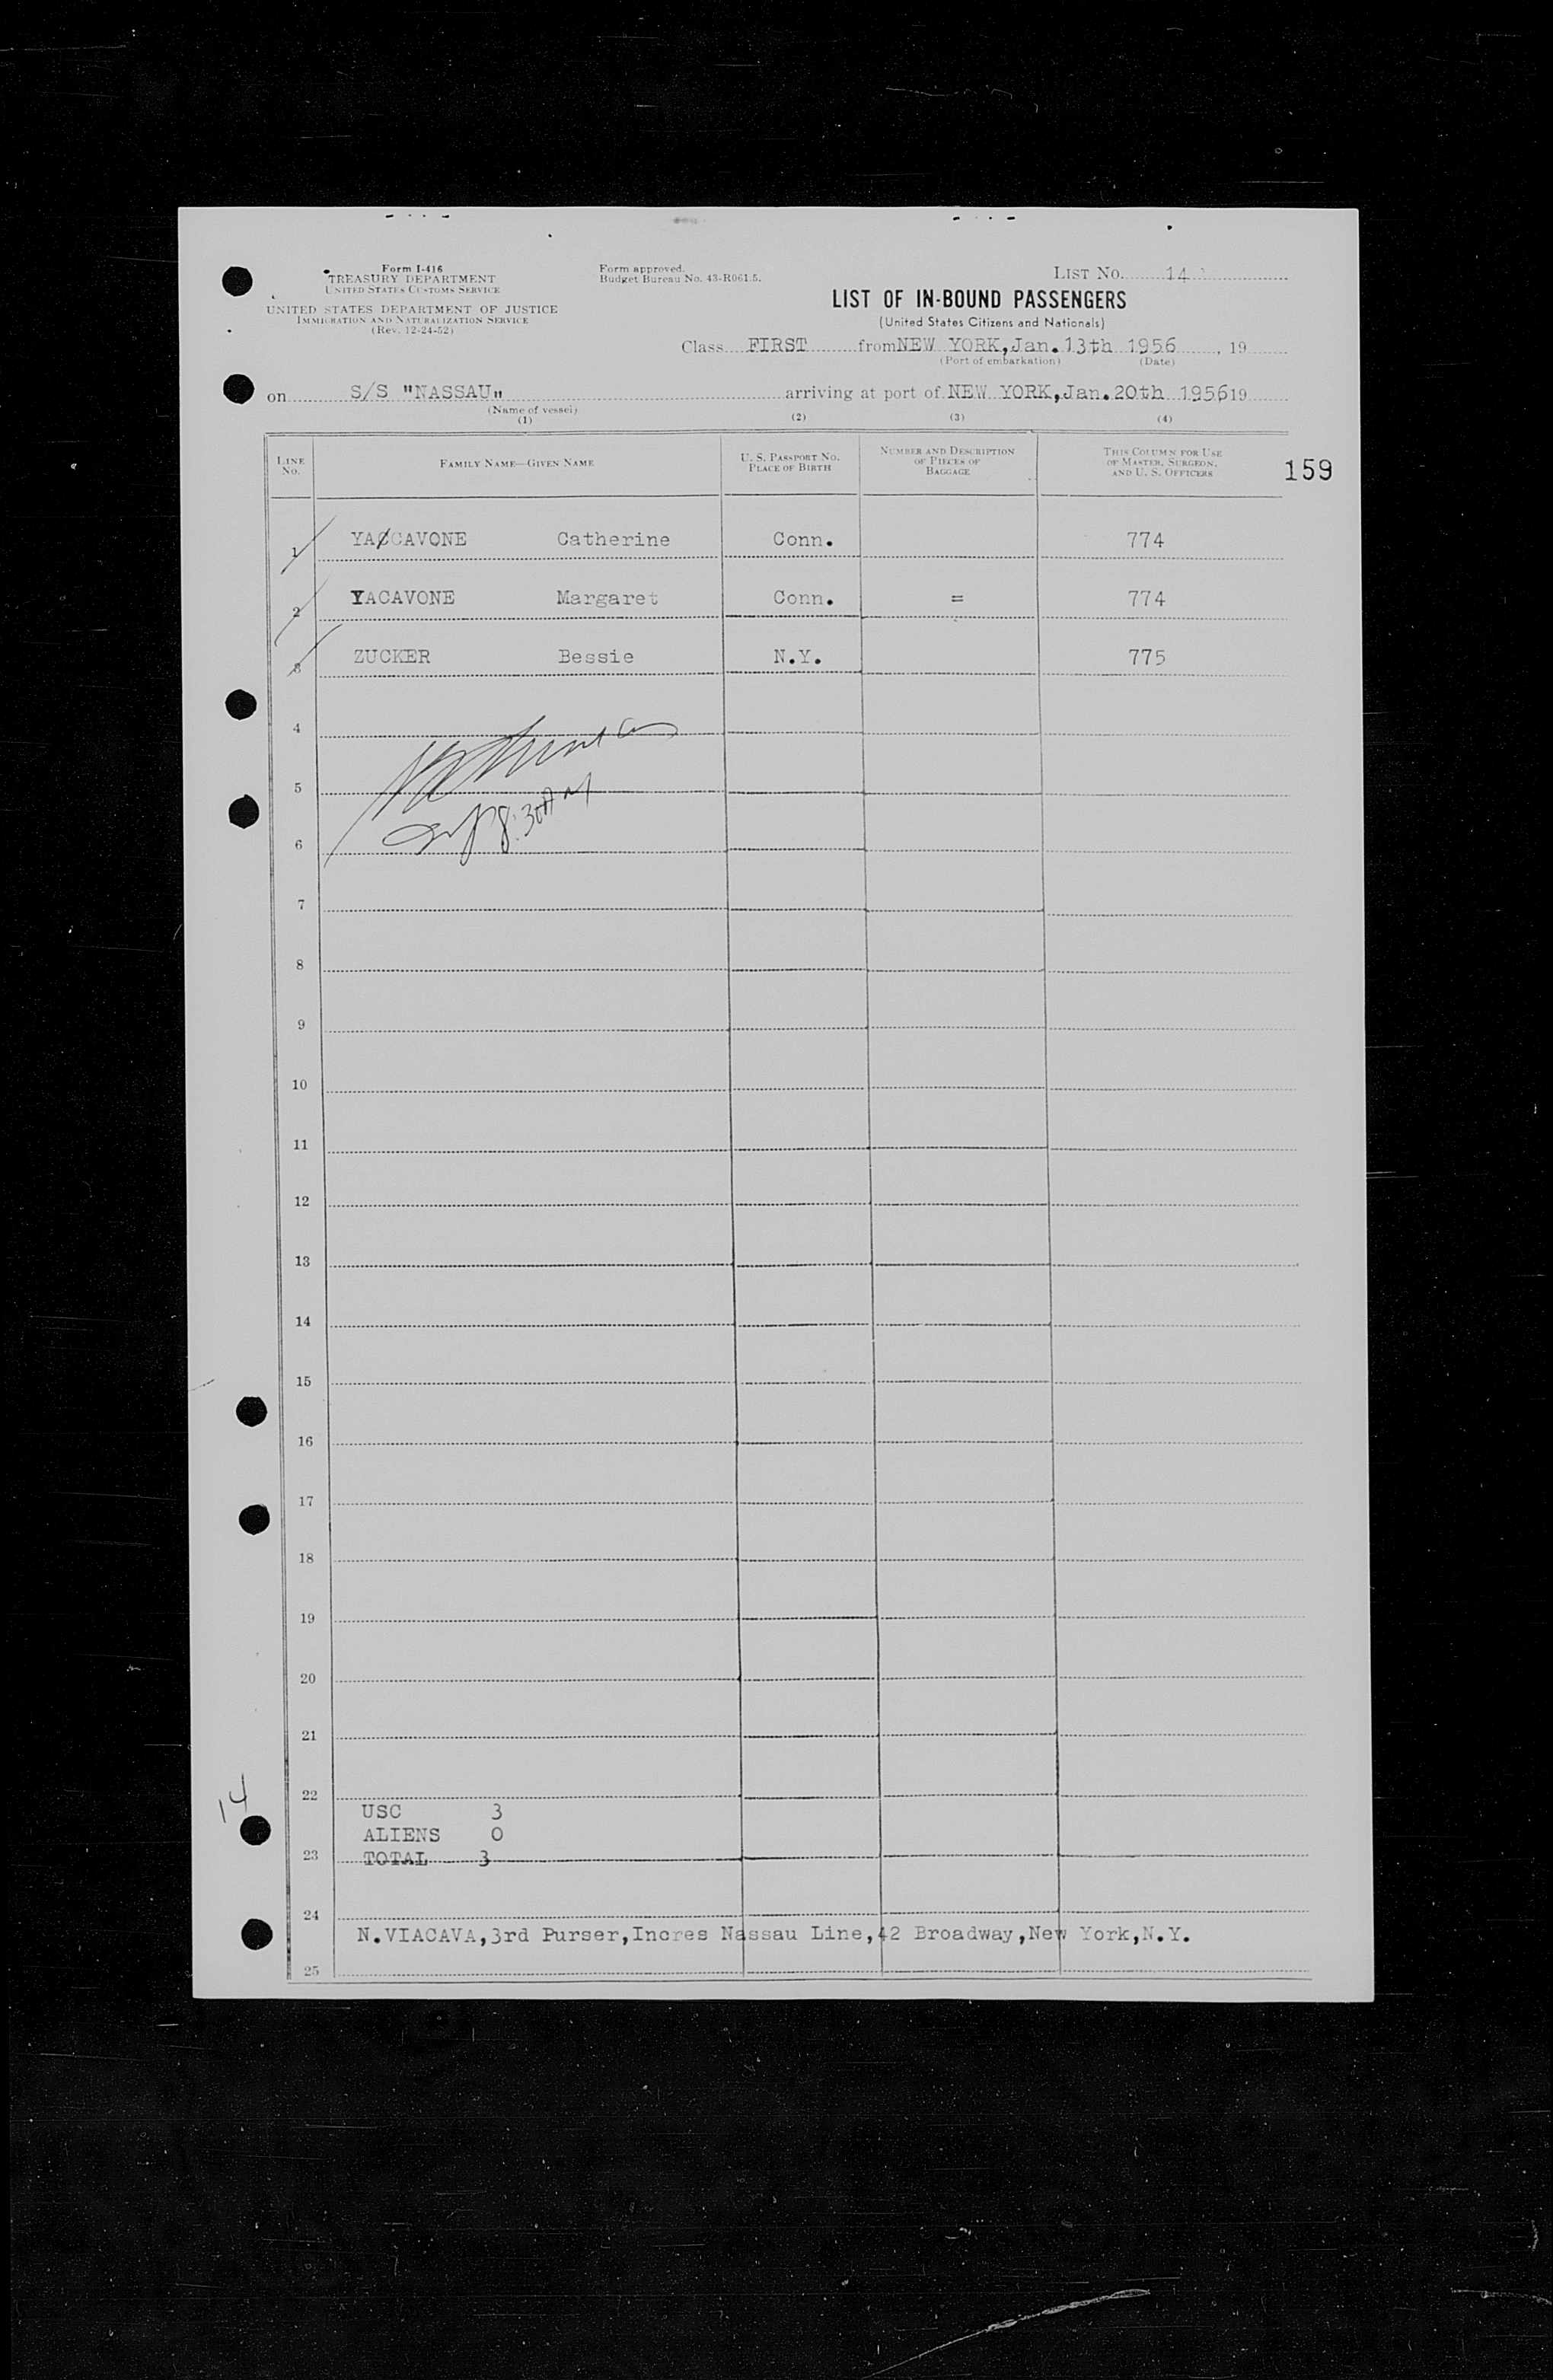 Form I-416
TREASURY DEPARTMENT
UNITED STATES CUSTOMS SERVICE
UNITED STATES DEPARTMENT OF JUSTICE
IMMIGRATION AND NATURALIZATION SERVICE
(Rev. 12-24-52)
Form approved.
Budget Bureau No. 43-R061.5.
LIST No. 14
LIST OF IN-BOUND PASSENGERS
(United States Citizens and Nationals)
Class FIRST from NEW YORK, Jan. 13th 1956, 19
(Port of embarkation) (Date)
on S/S "NASSAU" arriving at port of NEW YORK, Jan. 20th 1956 19
(Name of vessel)
(1) (2) (3) (4)
LINE No. FAMILY NAME—GIVEN NAME U. S. PASSPORT NO. PLACE OF BIRTH NUMBER AND DESCRIPTION OF PIECES OF BAGGAGE THIS COLUMN FOR USE OF MASTER, SURGEON, AND U. S. OFFICERS
159
1 YACCAVONE Catherine Conn. 774
2 YACAVONE Margaret Conn. = 774
3 ZUCKER Bessie N.Y. 775
4
5
8:30AM
6
7
8
9
10
11
12
13
14
15
16
17
18
19
20
21
22
14
USC 3
ALIENS 0
23 TOTAL 3
24
N.VIACAVA,3rd Purser,Incres Nassau Line,42 Broadway,New York,N.Y.
25